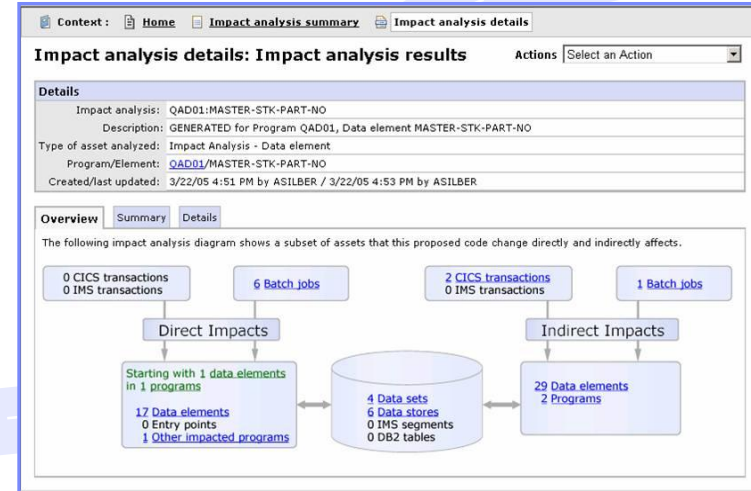 Context : Home Impact analysis summary Impact analysis details
Impact analysis details: Impact analysis results Actions Select an Action
Details
Impact analysis: QAD01:MASTER-STK-PART-NO
Description: GENERATED for Program QAD01, Data element MASTER-STK-PART-NO
Type of asset analyzed: Impact Analysis - Data element
Program/Element: QAD01/MASTER-STK-PART-NO
Created/last updated: 3/22/05 4:51 PM by ASILBER / 3/22/05 4:53 PM by ASILBER
Overview Summary Details
The following impact analysis diagram shows a subset of assets that this proposed code change directly and indirectly affects.
0 CICS transactions
0 IMS transactions
6 Batch jobs
2 CICS transactions
0 IMS transactions
1 Batch jobs
Direct Impacts
Indirect Impacts
Starting with 1 data elements
in 1 programs
17 Data elements
0 Entry points
1 Other impacted programs
4 Data sets
6 Data stores
0 IMS segments
0 DB2 tables
29 Data elements
2 Programs